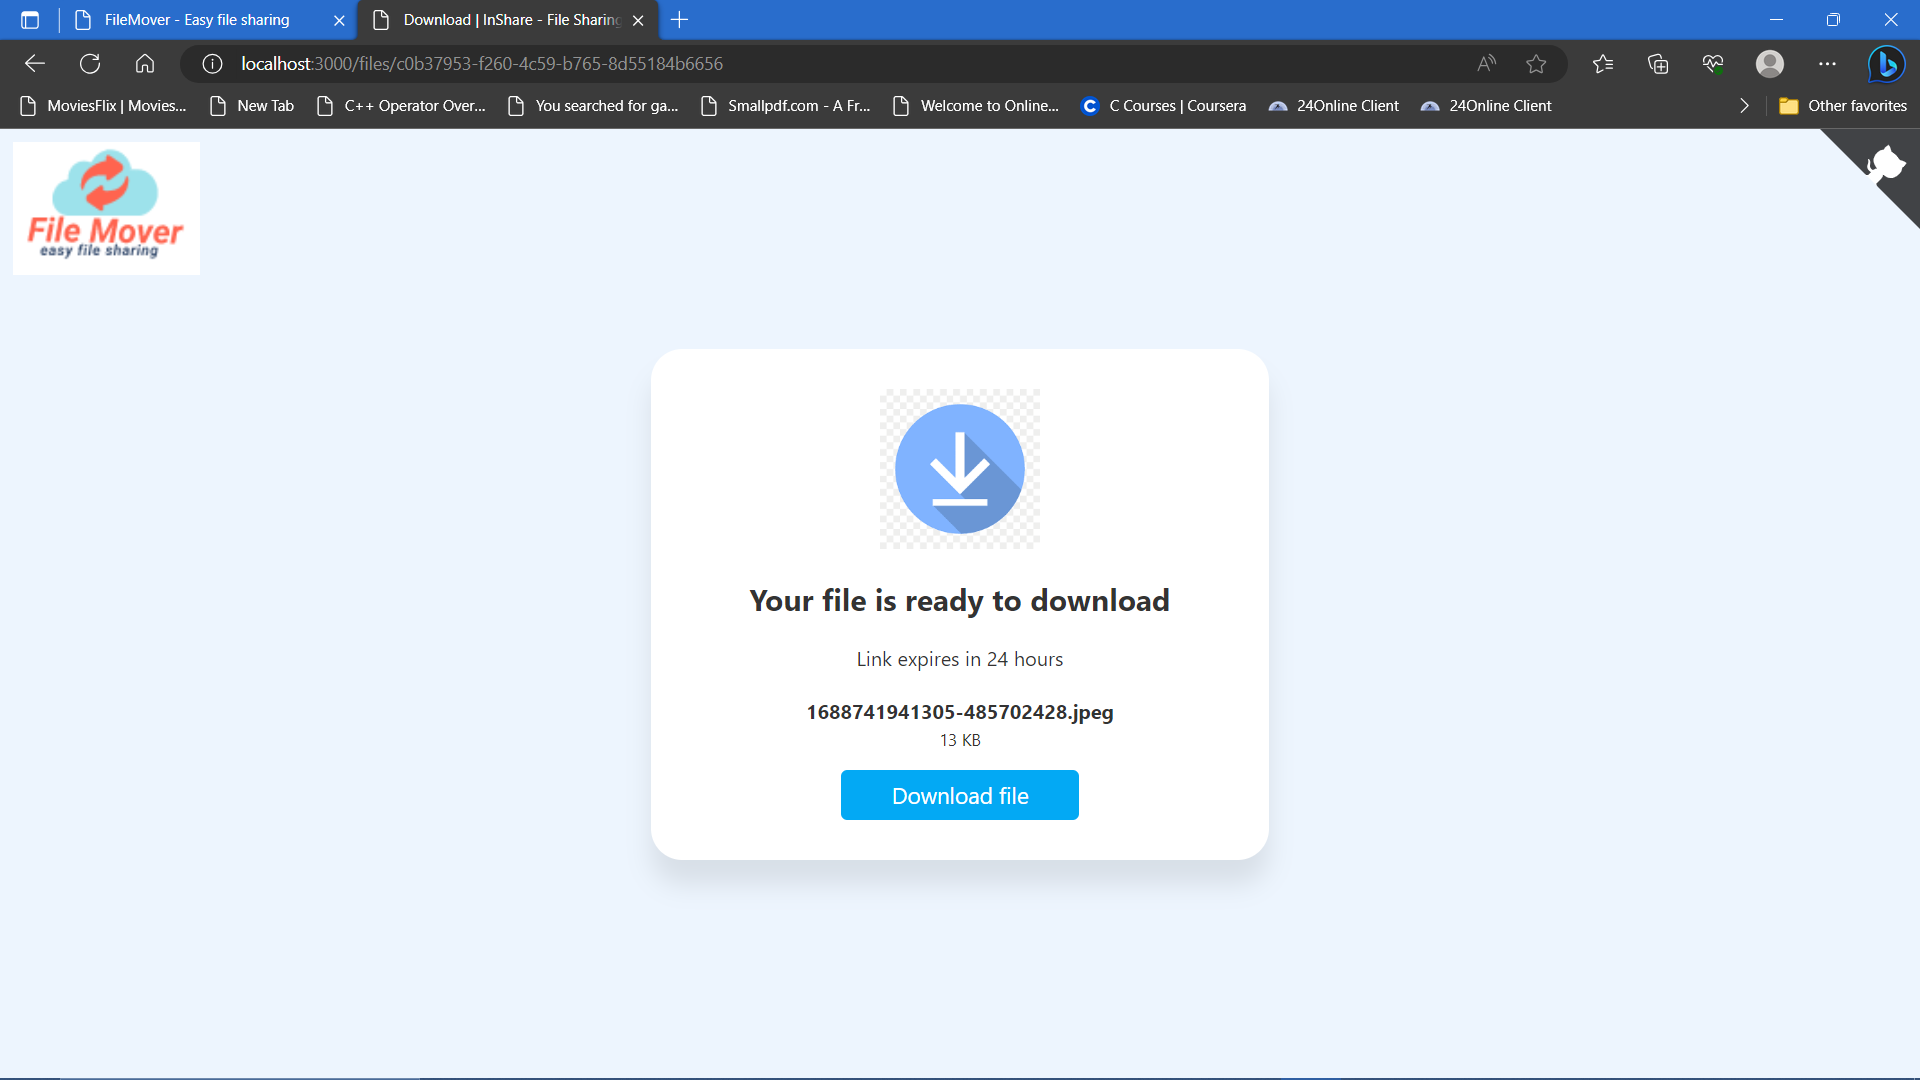 FileMover - Easy file sharing
Download | InShare - File Sharing
localhost:3000/files/c0b37953-f260-4c59-b765-8d55184b6656
MoviesFlix | Movies...
New Tab
C++ Operator Over...
You searched for ga...
Smallpdf.com - A Fr...
Welcome to Online...
C Courses | Coursera
24Online Client
24Online Client
Other favorites
File Mover
easy file sharing
Your file is ready to download
Link expires in 24 hours
1688741941305-485702428.jpeg
13 KB
Download file